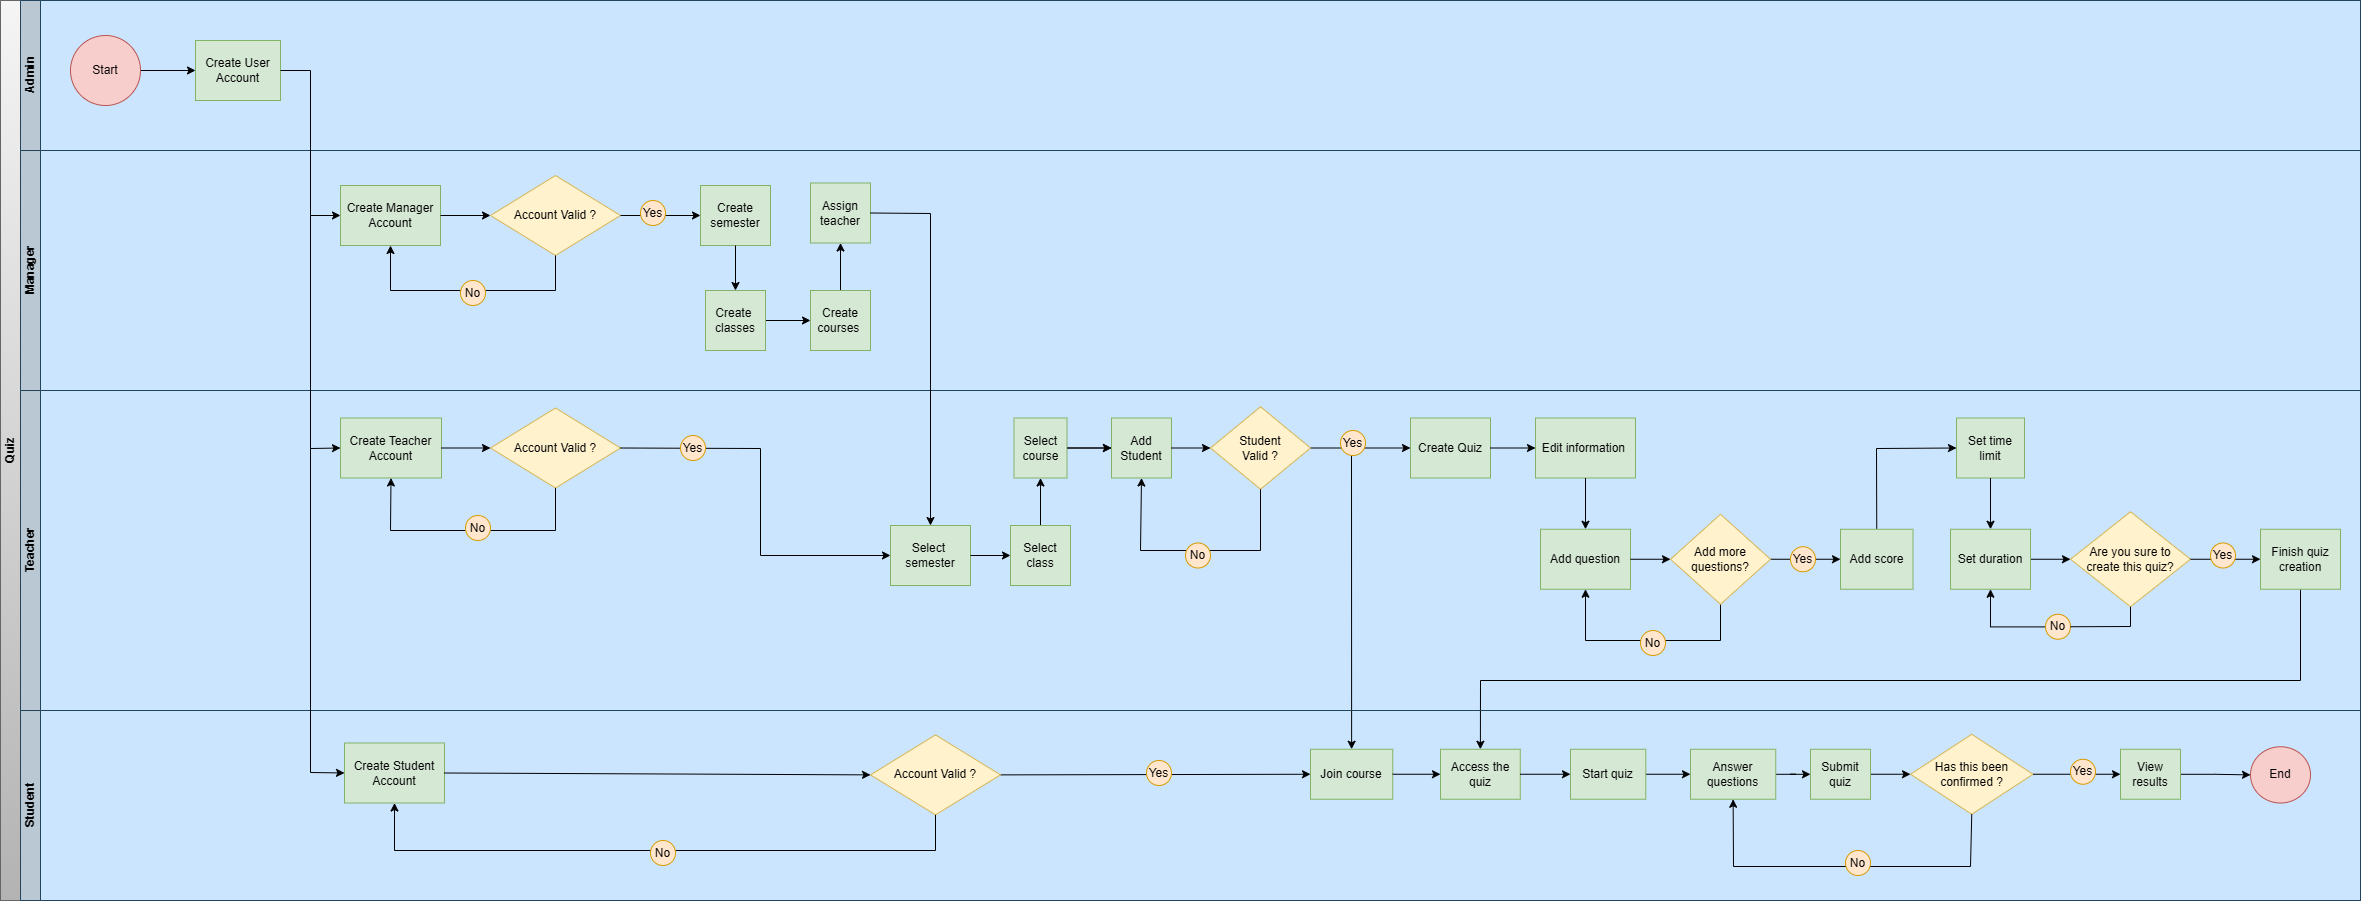 Quiz
Admin
Start
Create User
Account
Manager
Create Manager
Account
Account Valid ?
Yes
No
Create
semester
Create
classes
Create
courses
Assign
teacher
Teacher
Create Teacher
Account
Account Valid ?
Yes
No
Select
semester
Select
class
Select
course
Add
Student
Student
Valid ?
Yes
No
Create Quiz
Edit information
Add question
Add more
questions?
Yes
No
Add score
Set time
limit
Set duration
Are you sure to
create this quiz?
Yes
No
Finish quiz
creation
Student
Create Student
Account
Account Valid ?
Yes
No
Join course
Access the
quiz
Start quiz
Answer
questions
Submit
quiz
Has this been
confirmed ?
Yes
No
View
results
End